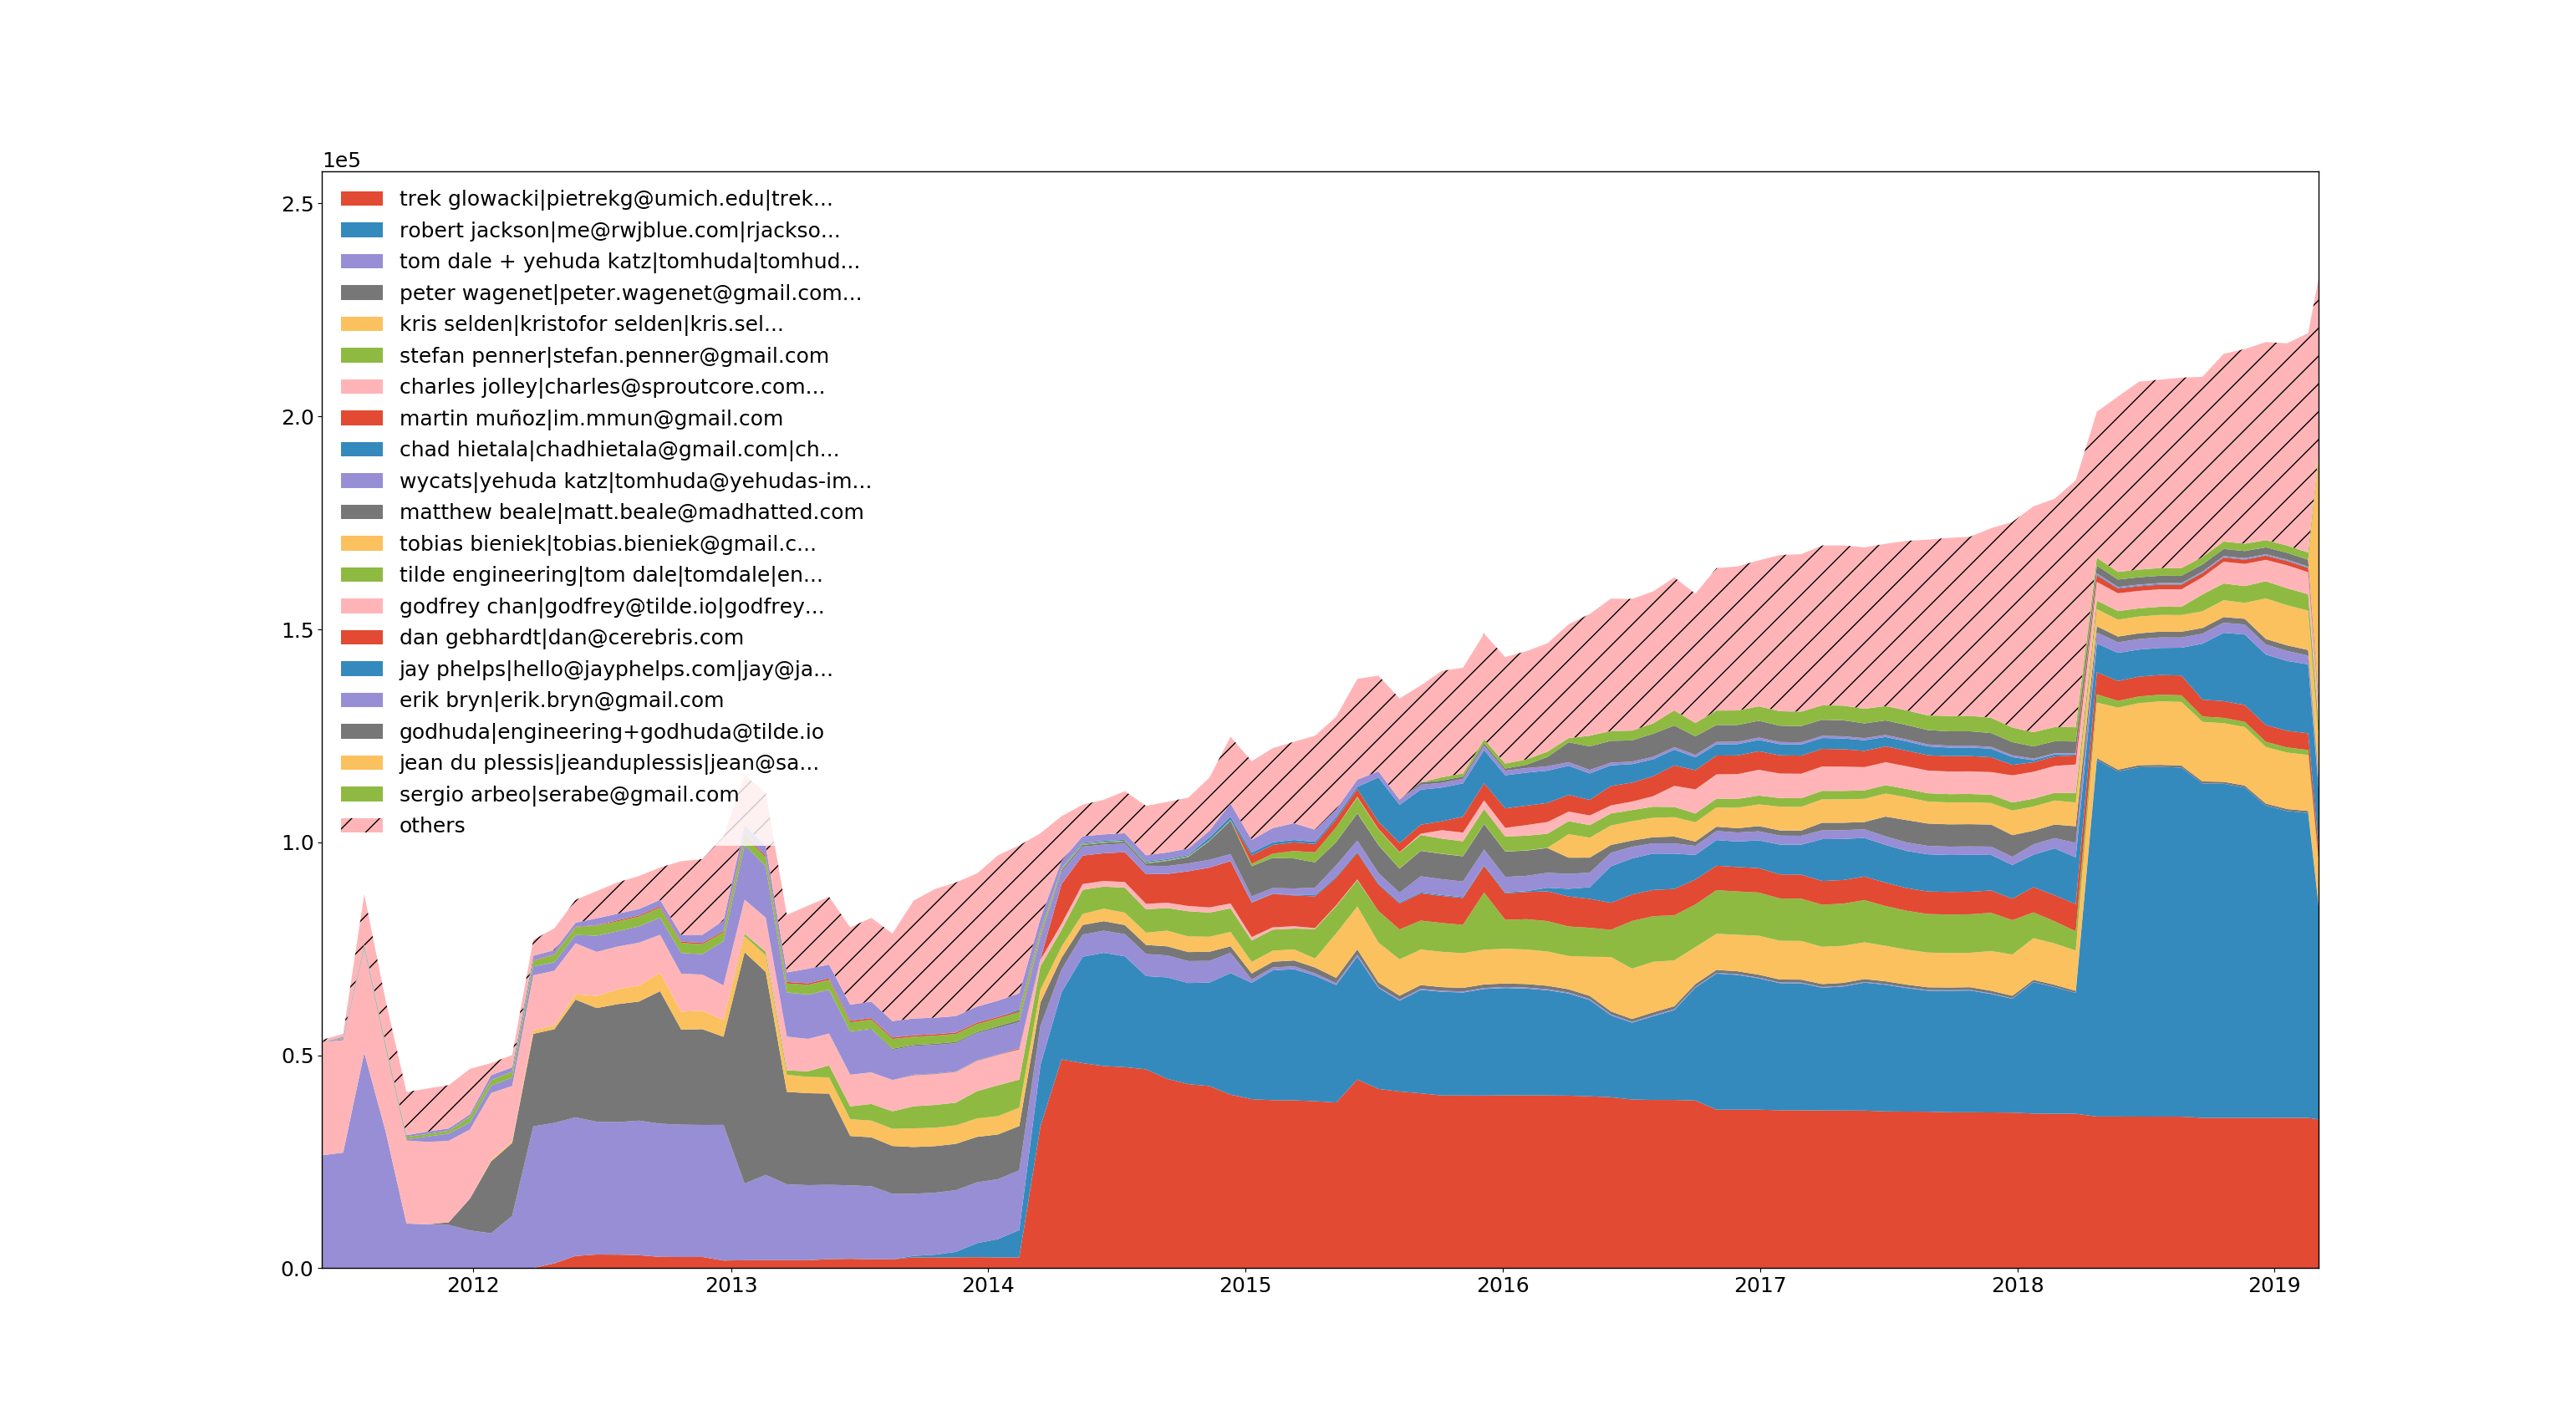 1e5
2.5
2.0
1.5
1.0
0.5
0.0
trek glowacki|pietrekg@umich.edu|trek...
robert jackson|me@rwjblue.com|rjackso...
tom dale + yehuda katz|tomhuda|tomhud...
peter wagenet|peter.wagenet@gmail.com...
kris selden|kristofor selden|kris.sel...
stefan penner|stefan.penner@gmail.com
charles jolley|charles@sproutcore.com...
martin muñoz|im.mmun@gmail.com
chad hietala|chadhietala@gmail.com|ch...
wycats|yehuda katz|tomhuda@yehudas-im...
matthew beale|matt.beale@madhatted.com
tobias bieniek|tobias.bieniek@gmail.c...
tilde engineering|tom dale|tomdale|en...
godfrey chan|godfrey@tilde.io|godfrey...
dan gebhardt|dan@cerebris.com
jay phelps|hello@jayphelps.com|jay@ja...
erik bryn|erik.bryn@gmail.com
godhuda|engineering+godhuda@tilde.io
jean du plessis|jeanduplessis|jean@sa...
sergio arbeo|serabe@gmail.com
others
2012 2013 2014 2015 2016 2017 2018 2019